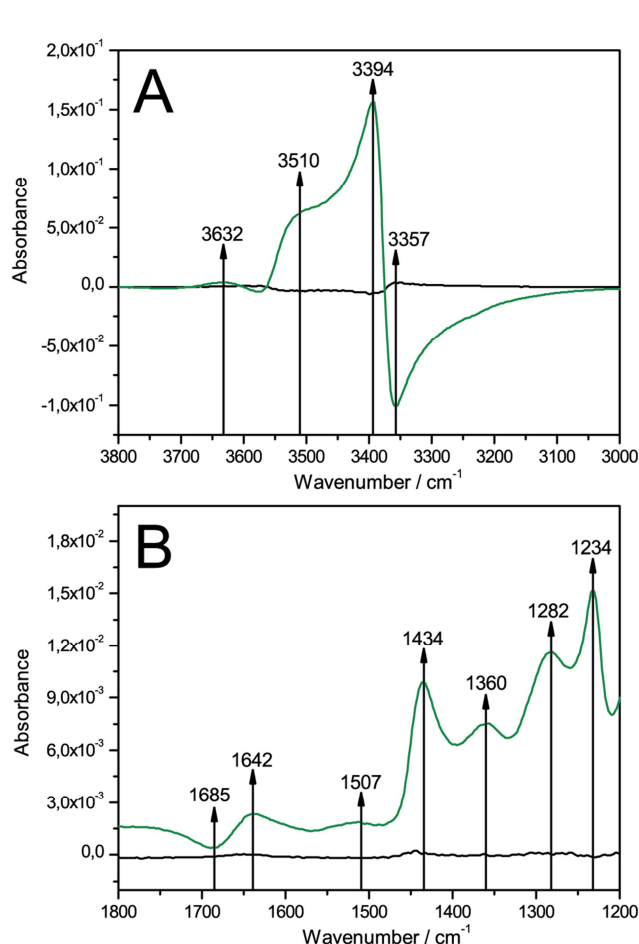 A
2,0x10⁻¹
1,5x10⁻¹
1,0x10⁻¹
5,0x10⁻²
0,0
-5,0x10⁻²
-1,0x10⁻¹
Absorbance
3632
3510
3394
3357
3800 3700 3600 3500 3400 3300 3200 3100 3000
Wavenumber / cm⁻¹
B
1,8x10⁻²
1,5x10⁻²
1,2x10⁻²
9,0x10⁻³
6,0x10⁻³
3,0x10⁻³
0,0
Absorbance
1685
1642
1507
1434
1360
1282
1234
1800 1700 1600 1500 1400 1300 1200
Wavenumber / cm⁻¹